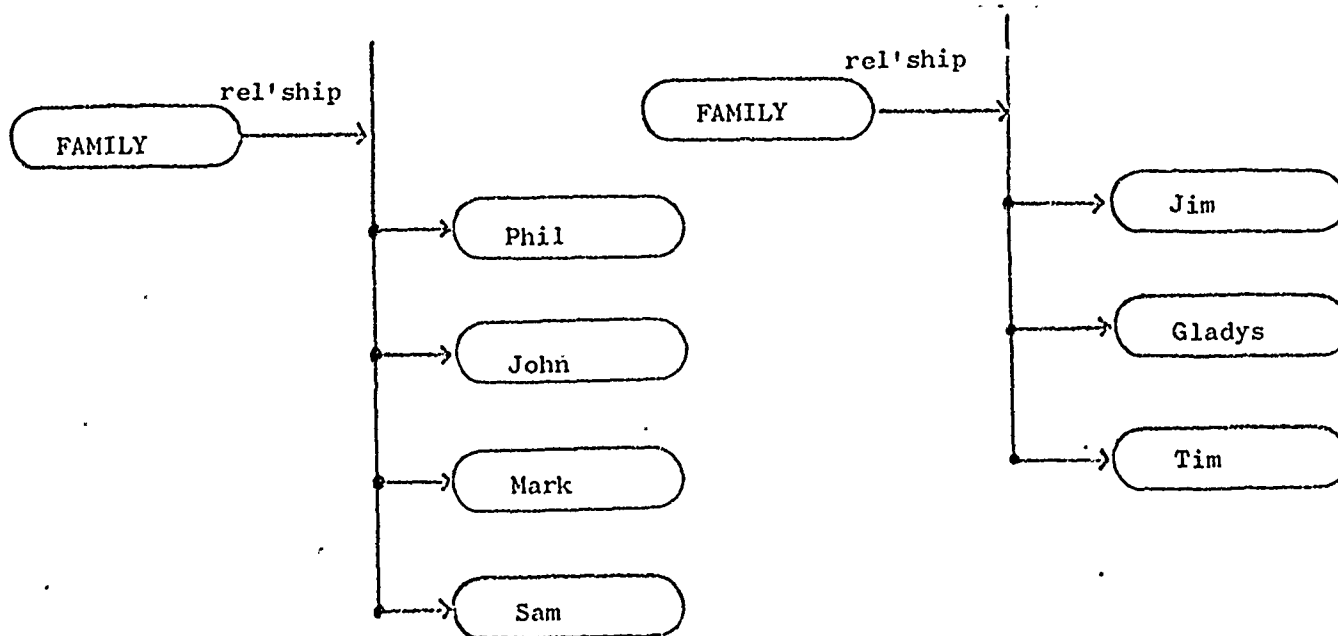 rel'ship
FAMILY
Phil
John
Mark
Sam
rel'ship
FAMILY
Jim
Gladys
Tim